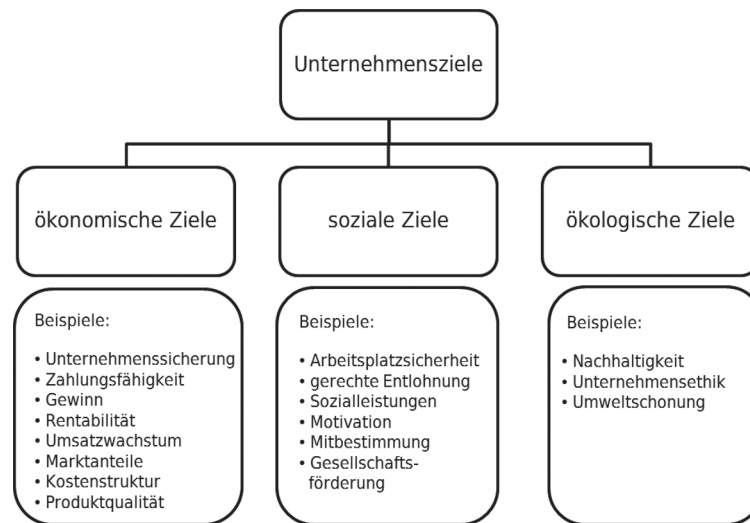 Unternehmensziele
ökonomische Ziele
soziale Ziele
ökologische Ziele
Beispiele:
• Unternehmenssicherung
• Zahlungsfähigkeit
• Gewinn
• Rentabilität
• Umsatzwachstum
• Marktanteile
• Kostenstruktur
• Produktqualität
Beispiele:
• Arbeitsplatzsicherheit
• gerechte Entlohnung
• Sozialleistungen
• Motivation
• Mitbestimmung
• Gesellschafts-
förderung
Beispiele:
• Nachhaltigkeit
• Unternehmensethik
• Umweltschonung